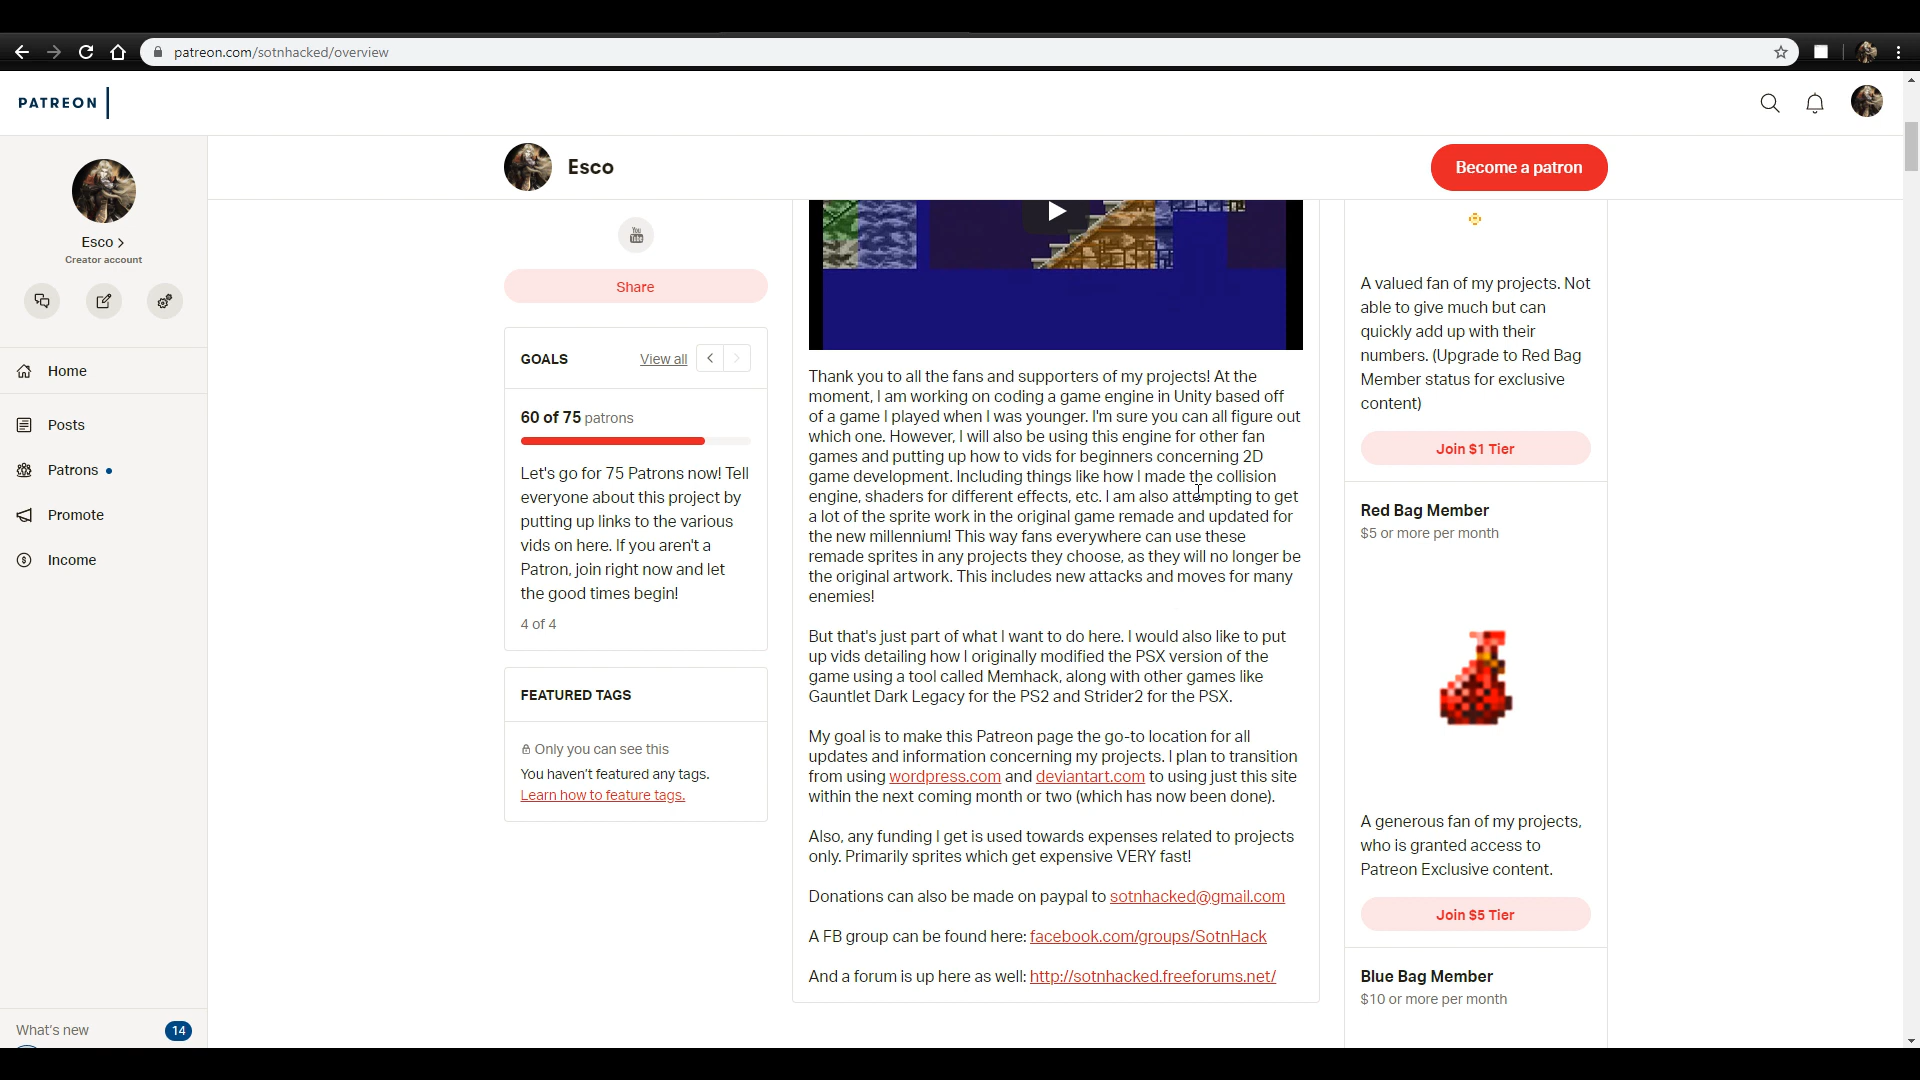 patreon.com/sotnhacked/overview
PATREON
Esco
Become a patron
Esco
Creator account
Home
Posts
Patrons
Promote
Income
What's new
14
You
Tube
Share
GOALS
View all
60 of 75 patrons
Let's go for 75 Patrons now! Tell
everyone about this project by
putting up links to the various
vids on here. If you aren't a
Patron, join right now and let
the good times begin!
4 of 4
FEATURED TAGS
Only you can see this
You haven't featured any tags.
Learn how to feature tags.
Thank you to all the fans and supporters of my projects! At the
moment, I am working on coding a game engine in Unity based off
of a game I played when I was younger. I'm sure you can all figure out
which one. However, I will also be using this engine for other fan
games and putting up how to vids for beginners concerning 2D
game development. Including things like how I made the collision
engine, shaders for different effects, etc. I am also attempting to get
a lot of the sprite work in the original game remade and updated for
the new millennium! This way fans everywhere can use these
remade sprites in any projects they choose, as they will no longer be
the original artwork. This includes new attacks and moves for many
enemies!
But that's just part of what I want to do here. I would also like to put
up vids detailing how I originally modified the PSX version of the
game using a tool called Memhack, along with other games like
Gauntlet Dark Legacy for the PS2 and Strider2 for the PSX.
My goal is to make this Patreon page the go-to location for all
updates and information concerning my projects. I plan to transition
from using wordpress.com and deviantart.com to using just this site
within the next coming month or two (which has now been done).
Also, any funding I get is used towards expenses related to projects
only. Primarily sprites which get expensive VERY fast!
Donations can also be made on paypal to sotnhacked@gmail.com
A FB group can be found here: facebook.com/groups/SotnHack
And a forum is up here as well: http://sotnhacked.freeforums.net/
A valued fan of my projects. Not
able to give much but can
quickly add up with their
numbers. (Upgrade to Red Bag
Member status for exclusive
content)
Join $1 Tier
Red Bag Member
$5 or more per month
A generous fan of my projects,
who is granted access to
Patreon Exclusive content.
Join $5 Tier
Blue Bag Member
$10 or more per month